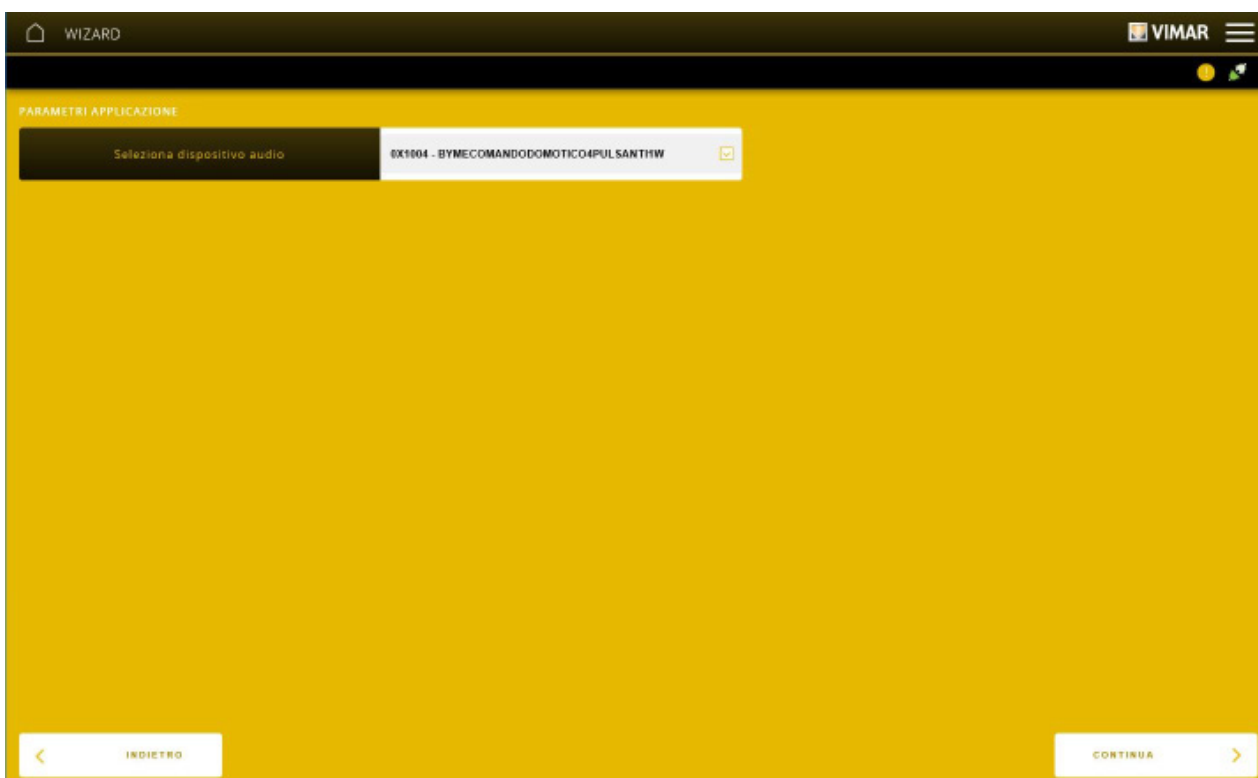 WIZARD
VIMAR
PARAMETRI APPLICAZIONE
Seleziona dispositivo audio
0X1004 - BYMECOMANDODOMOTICO4PULSANTI1W
INDIETRO
CONTINUA